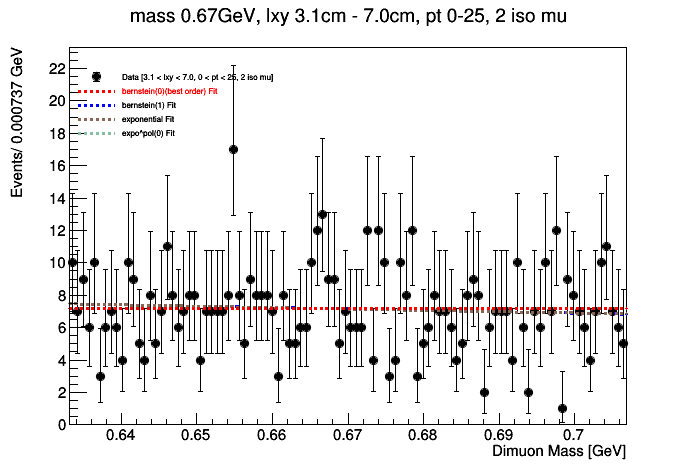 mass 0.67GeV, lxy 3.1cm - 7.0cm, pt 0-25, 2 iso mu
Events/ 0.000737 GeV
22
20
18
16
14
12
10
8
6
4
2
0
Data [3.1 < lxy < 7.0, 0 < pt < 25, 2 iso mu]
bernstein(0)(best order) Fit
bernstein(1) Fit
exponential Fit
expo*pol(0) Fit
0.64 0.65 0.66 0.67 0.68 0.69 0.7
Dimuon Mass [GeV]